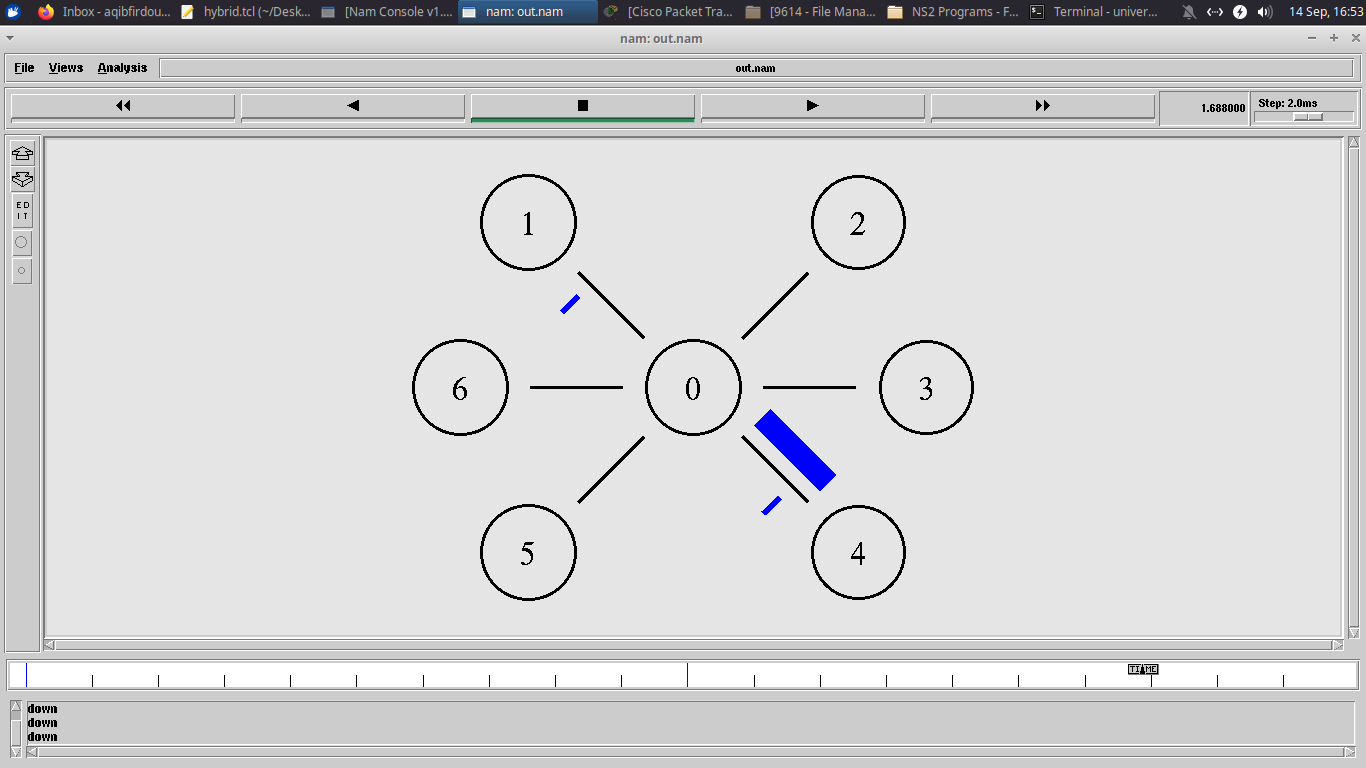 Inbox - aqibfirdou... hybrid.tcl (~/Desk... [Nam Console v1.... nam: out.nam [Cisco Packet Tra... [9614 - File Mana... NS2 Programs - F... Terminal - univer... 14 Sep, 16:53
nam: out.nam
File Views Analysis out.nam
1.688000 Step: 2.0ms
ED
IT
1 2
6 0 3
5 4
TIME
down
down
down